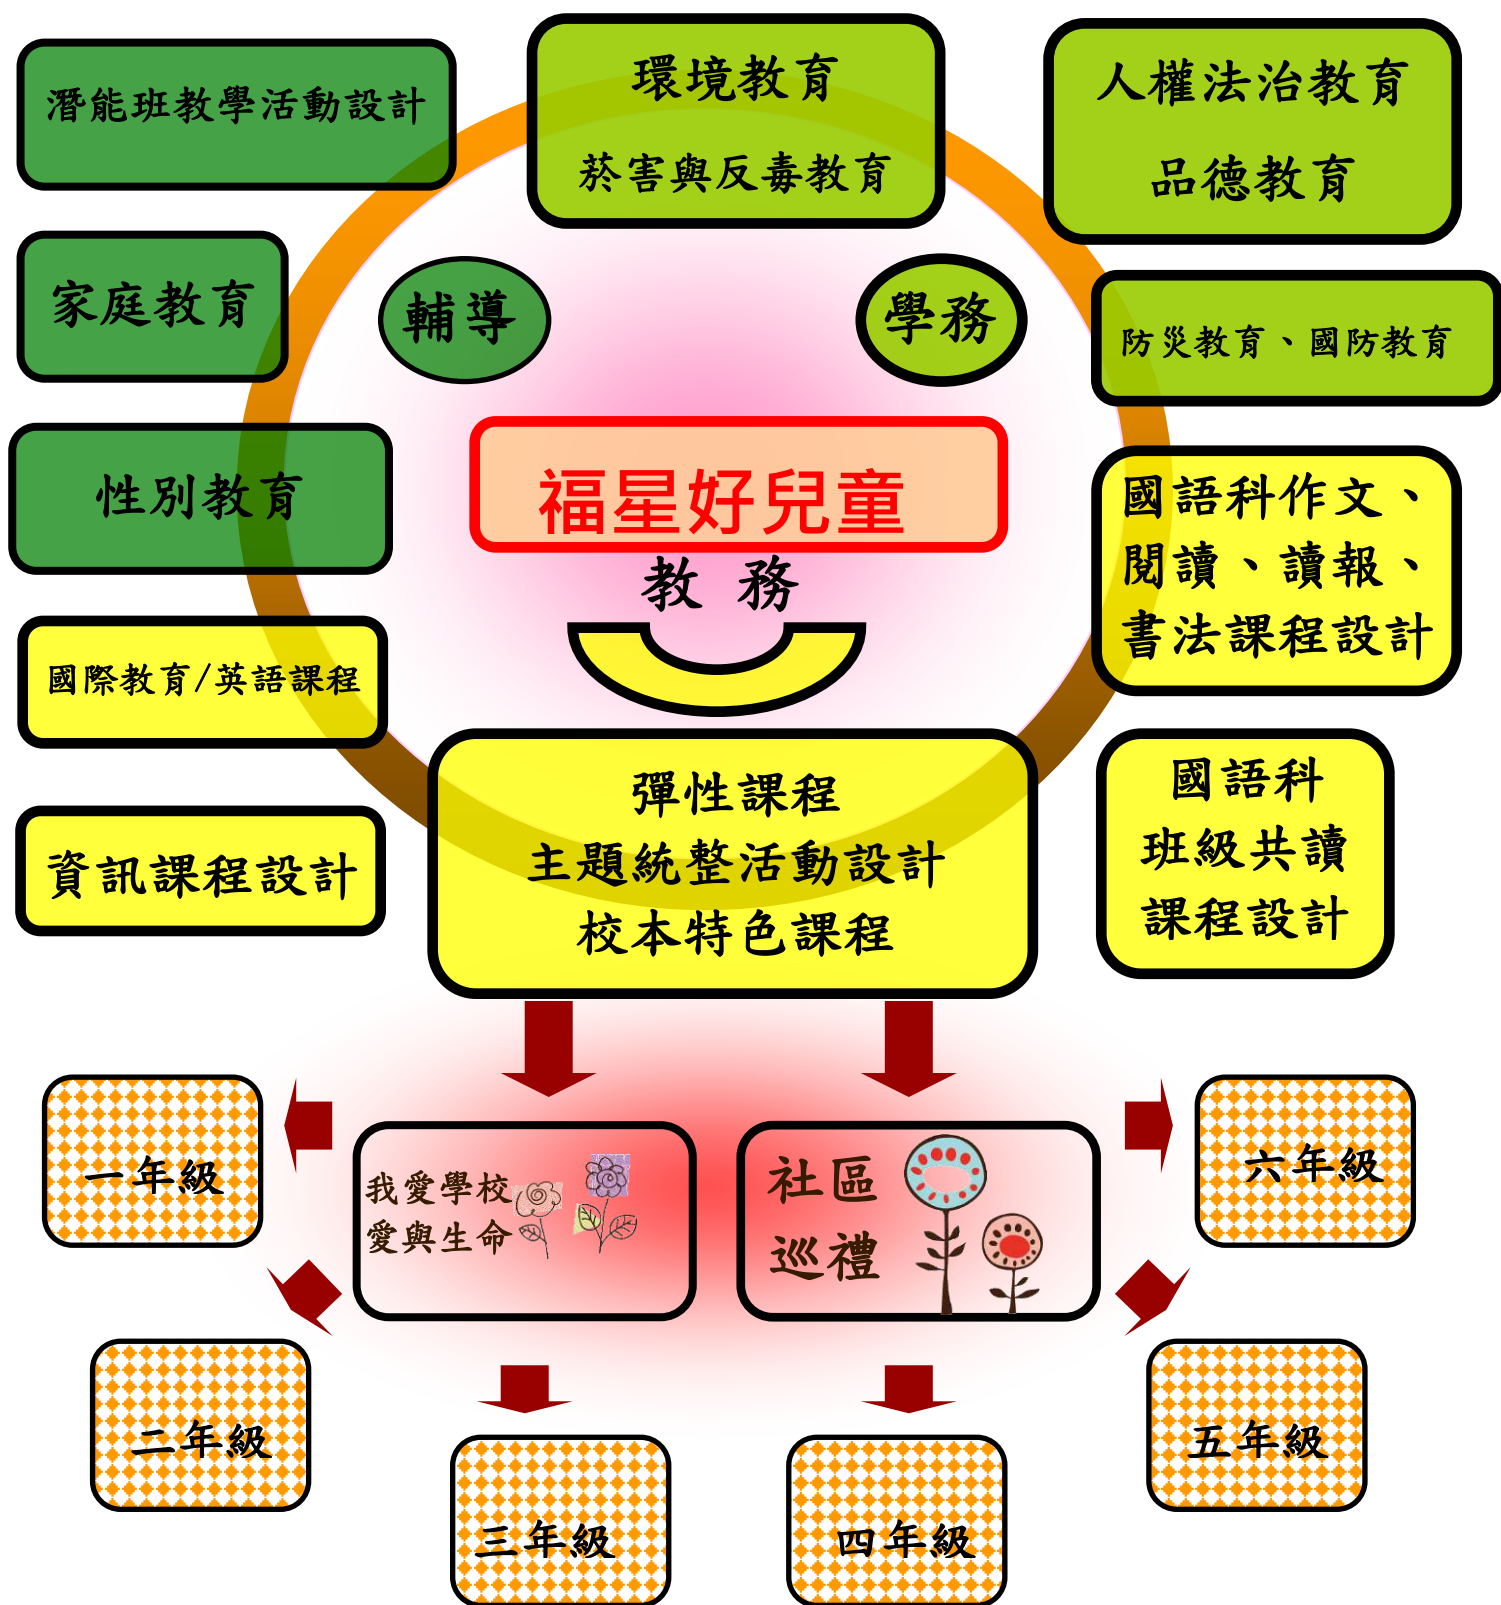 潛能班教學活動設計
環境教育
菸害與反毒教育
人權法治教育
品德教育
家庭教育
輔導
學務
防災教育、國防教育
性別教育
福星好兒童
教務
國語科作文、
閱讀、讀報、
書法課程設計
國際教育/英語課程
彈性課程
主題統整活動設計
校本特色課程
資訊課程設計
國語科
班級共讀
課程設計
一年級
我愛學校
愛與生命
社區
巡禮
六年級
二年級
五年級
三年級
四年級